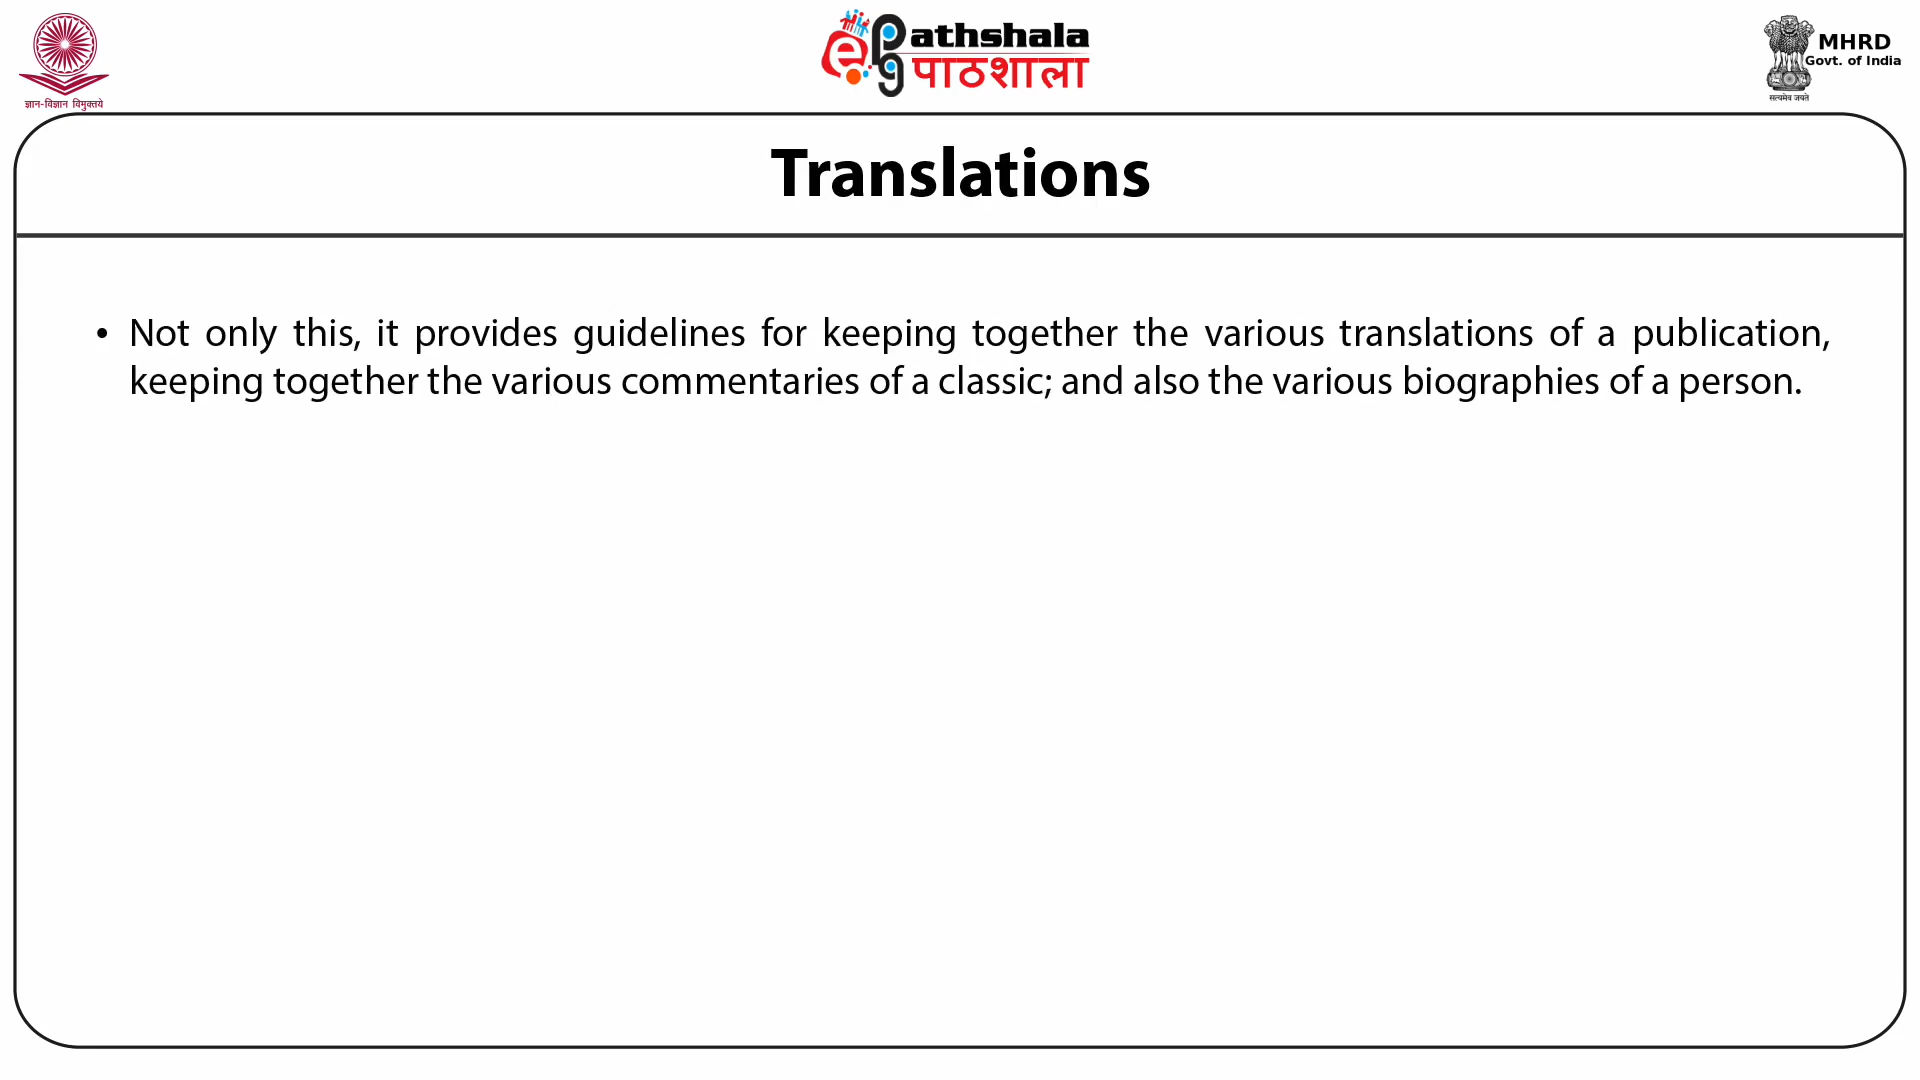 ज्ञान-विज्ञान विमुक्तये
e
pg
athshala
पाठशाला
MHRD
Govt. of India
सत्यमेव जयते
Translations
• Not only this, it provides guidelines for keeping together the various translations of a publication,
keeping together the various commentaries of a classic; and also the various biographies of a person.